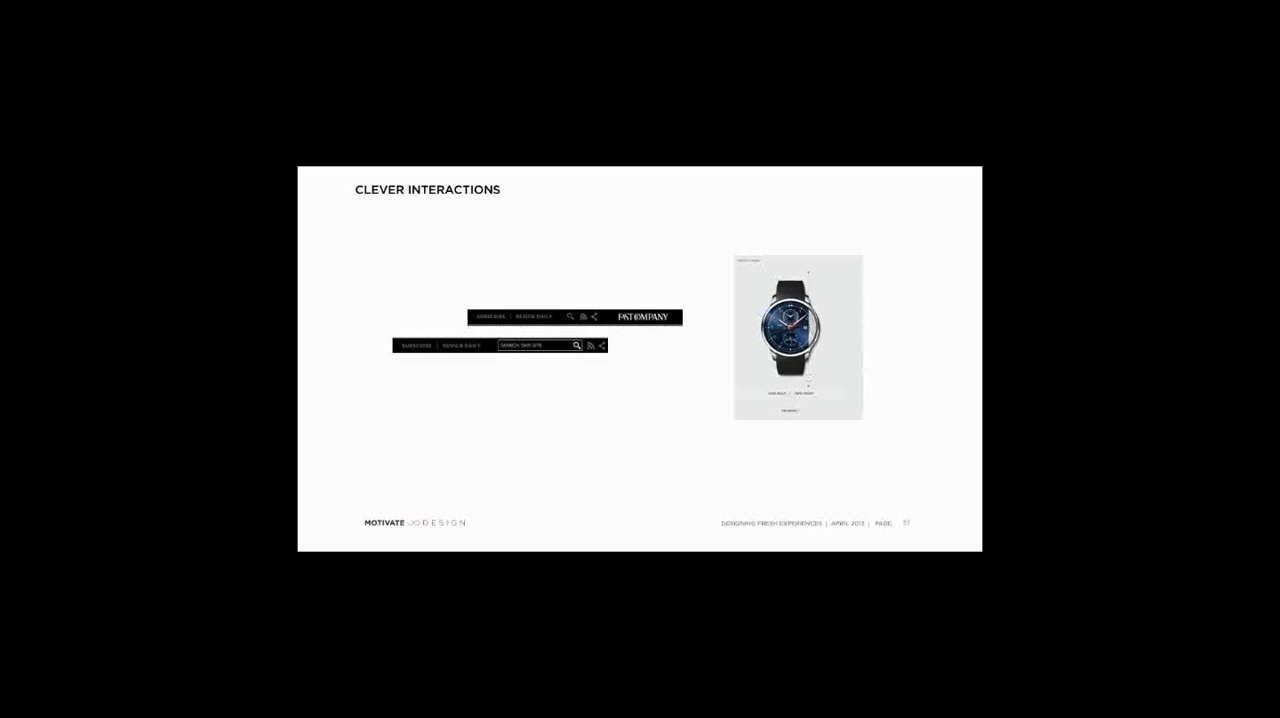 CLEVER INTERACTIONS
SUBSCRIBE | DESIGN DAILY
FAST COMPANY
SUBSCRIBE | DESIGN DAILY
SEARCH THIS SITE
MOTIVATE DESIGN
DESIGNING FRESH EXPERIENCES | APRIL 2013 | PAGE 37